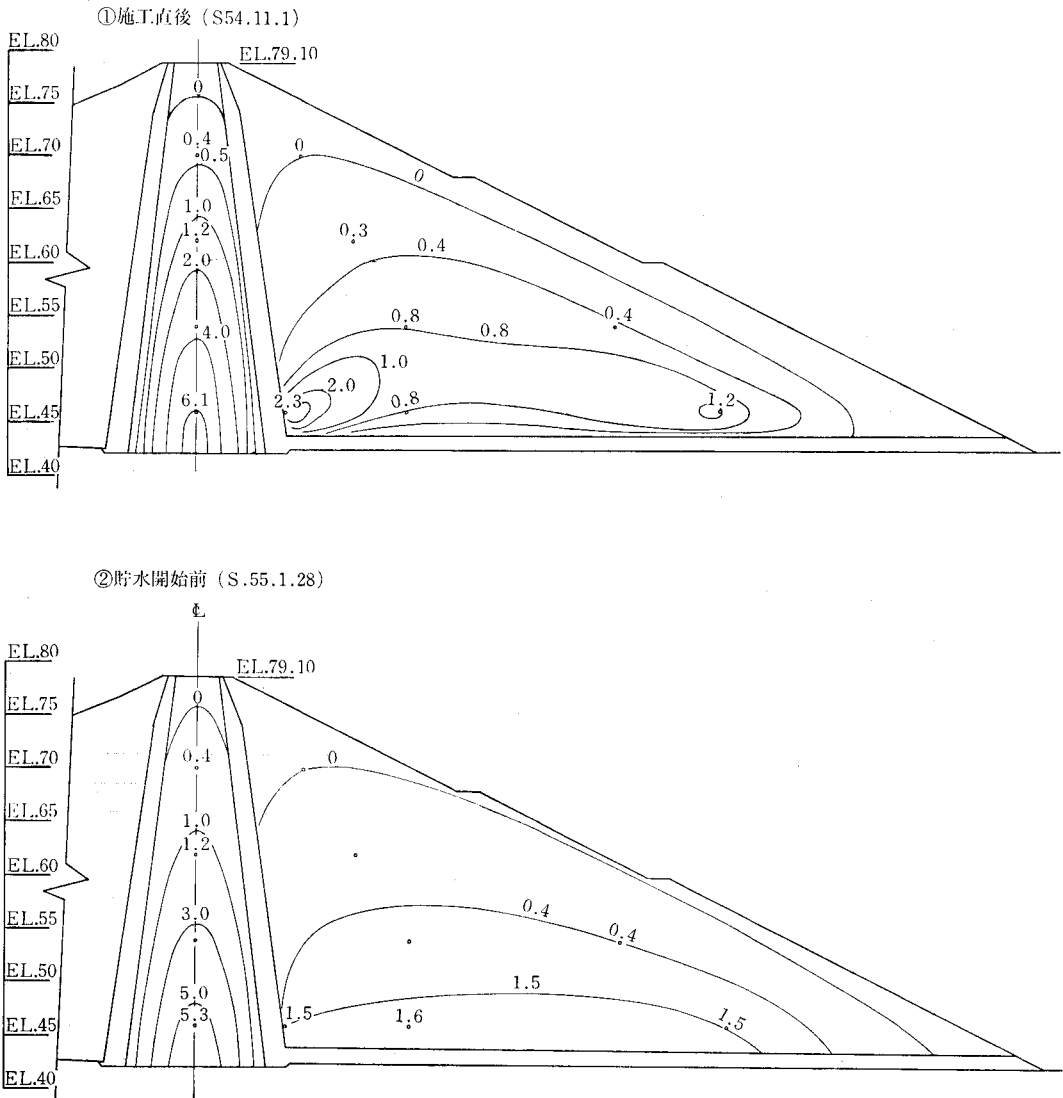 ①施工直後 (S54.11.1)
EL.80
EL.79.10
EL.75
0
EL.70
0.4
0.5
0
0
EL.65
1.0
1.2
0.3
EL.60
2.0
0.4
EL.55
4.0
0.8
0.8
0.4
EL.50
1.0
2.0
6.1
2.3
0.8
1.2
EL.45
EL.40
②貯水開始前 (S.55.1.28)
℄
EL.80
EL.79.10
EL.75
0
EL.70
0.4
0
EL.65
1.0
1.2
EL.60
3.0
0.4
0.4
EL.55
EL.50
5.0
5.3
1.5
1.6
1.5
1.5
EL.45
EL.40